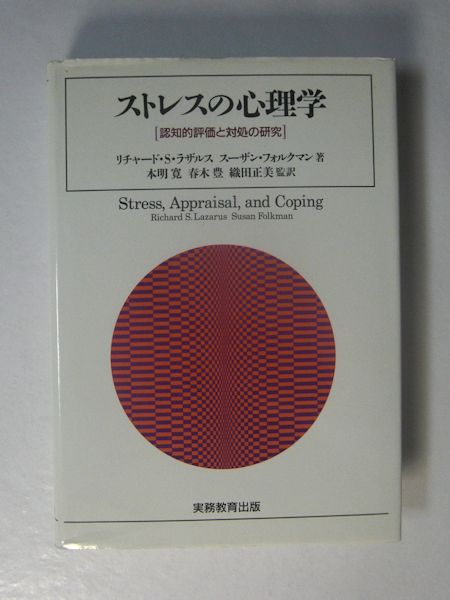 ストレスの心理学
[認知的評価と対処の研究]
リチャード・S・ラザルス スーザン・フォルクマン 著
本明 寛 春木 豊 織田正美 監訳
Stress, Appraisal, and Coping
Richard S. Lazarus Susan Folkman
実務教育出版